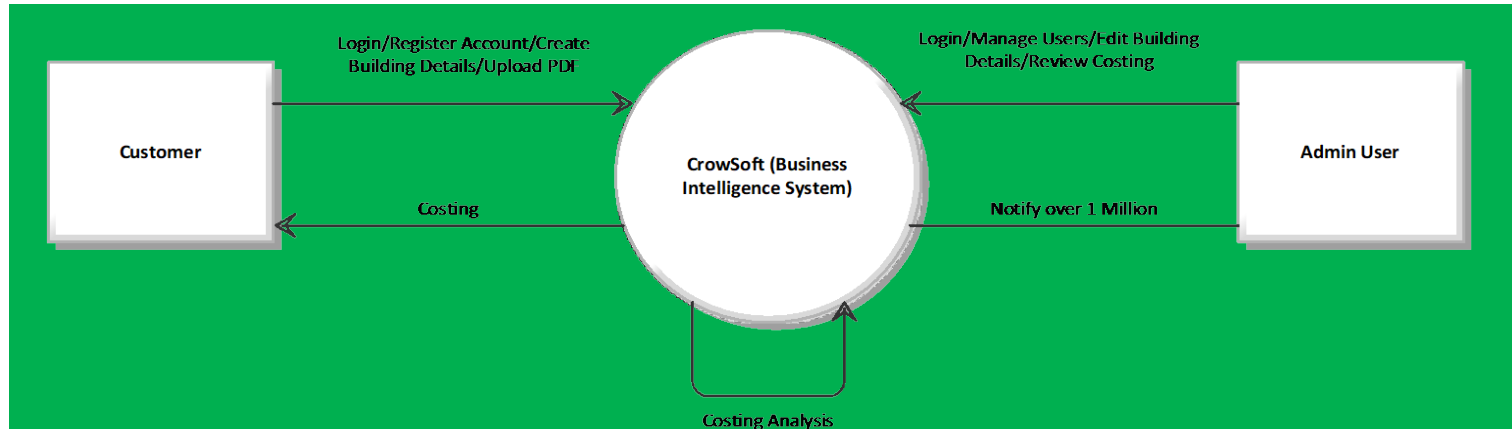 Login/Register Account/Create
Building Details/Upload PDF
Login/Manage Users/Edit Building
Details/Review Costing
Customer
CrowSoft (Business
Intelligence System)
Admin User
Costing
Notify over 1 Million
Costing Analysis